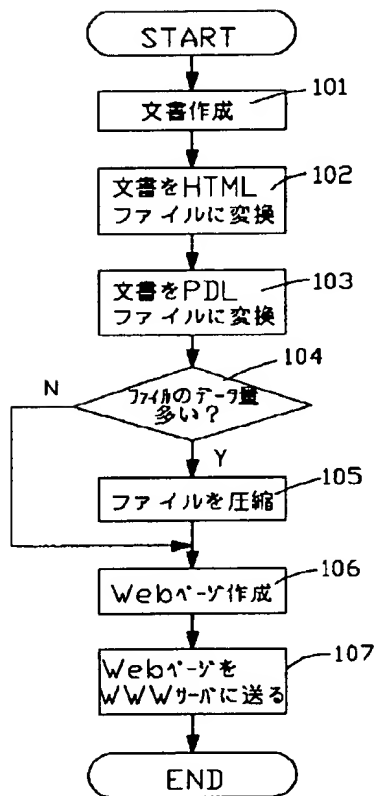 START
101
文書作成
102
文書をHTML
ファイルに変換
103
文書をPDL
ファイルに変換
104
N
ファイルのデータ量
多い?
Y
105
ファイルを圧縮
106
Webページ作成
107
Webページを
WWWサーバに送る
END